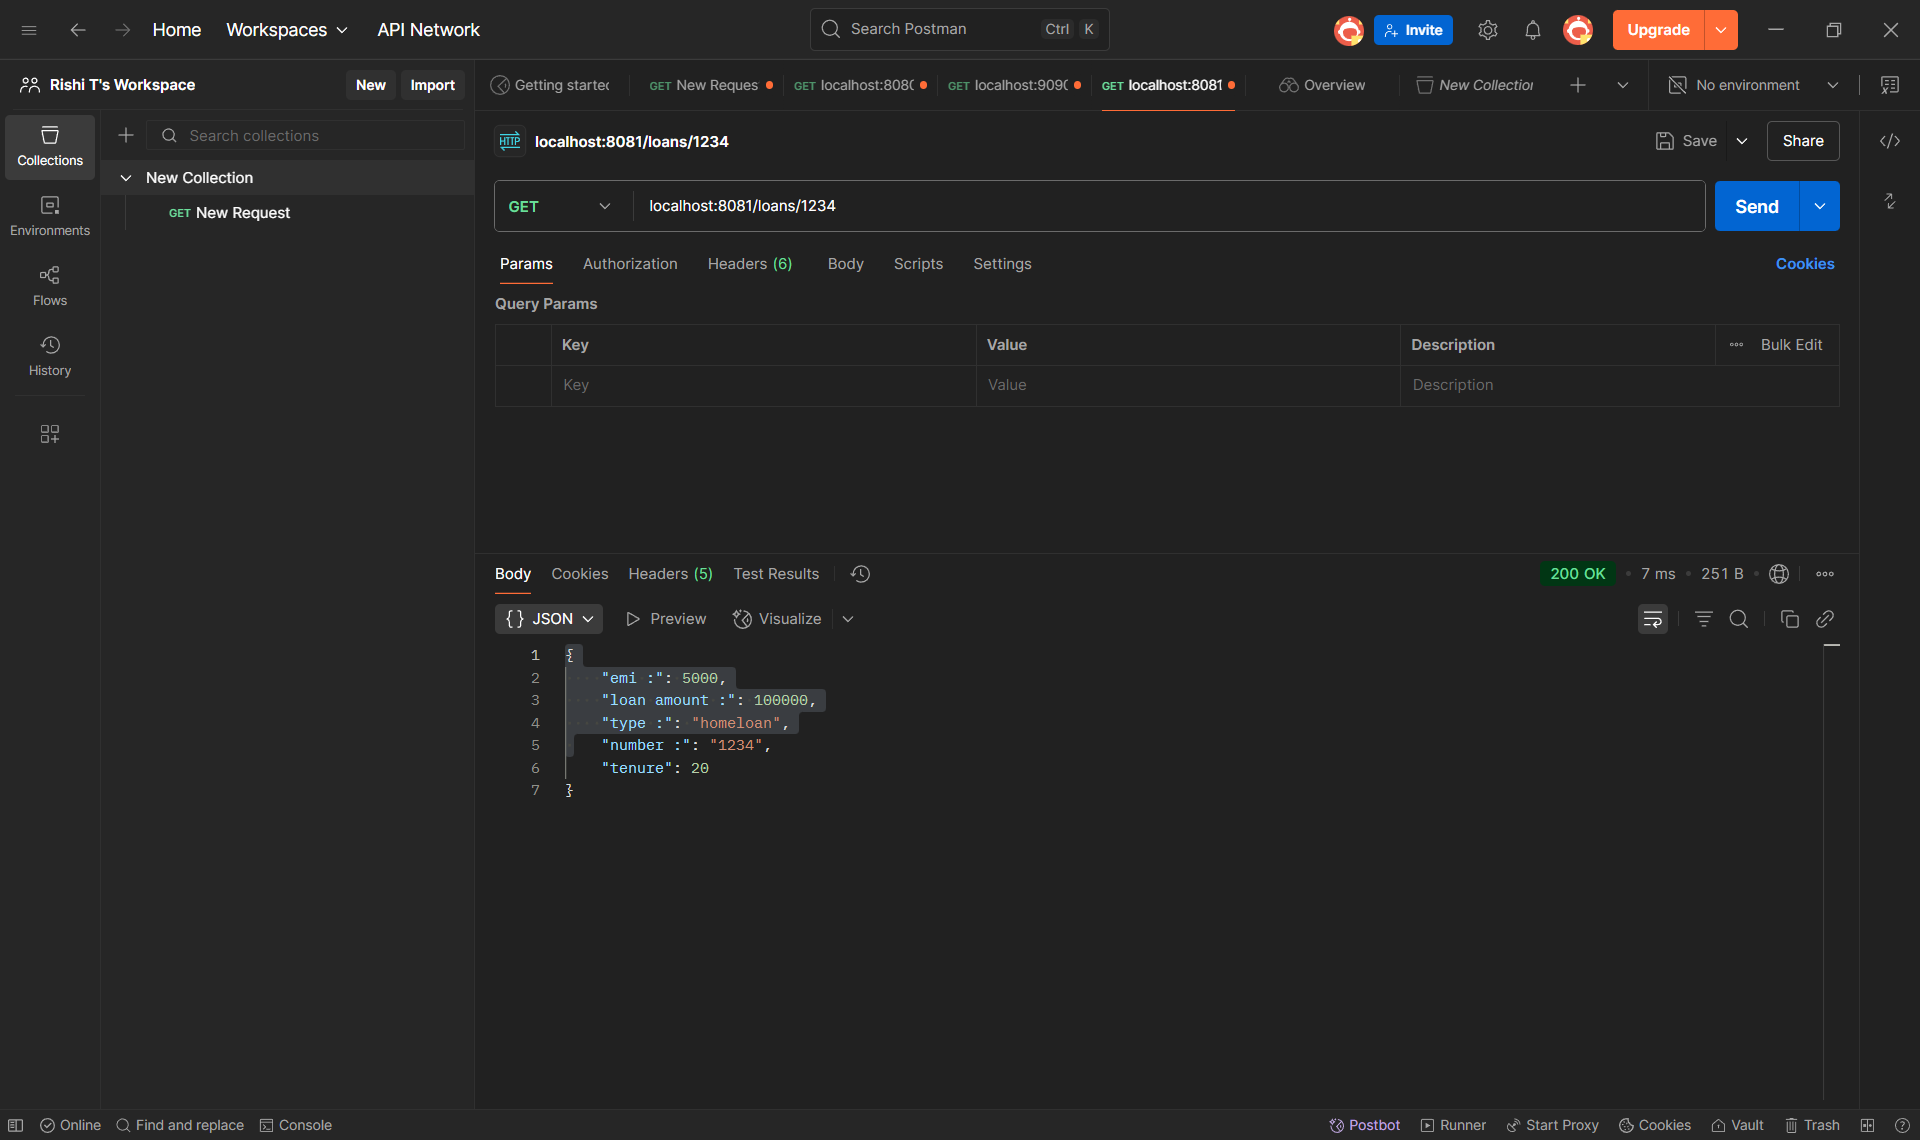 Home Workspaces API Network Search Postman Ctrl K Invite Upgrade
Rishi T's Workspace New Import Getting started GET New Reques GET localhost:808 GET localhost:909 GET localhost:8081 Overview New Collection No environment
Collections
Search collections
New Collection
GET New Request
Environments
Flows
History
HTTP localhost:8081/loans/1234 Save Share
GET localhost:8081/loans/1234 Send
Params Authorization Headers (6) Body Scripts Settings Cookies
Query Params
Key Value Description Bulk Edit
Key Value Description
Body Cookies Headers (5) Test Results 200 OK 7 ms 251 B
{} JSON Preview Visualize
1 {
2 "emi :": 5000,
3 "loan amount :": 100000,
4 "type :": "homeloan",
5 "number :": "1234",
6 "tenure": 20
7 }
Online Find and replace Console Postbot Runner Start Proxy Cookies Vault Trash